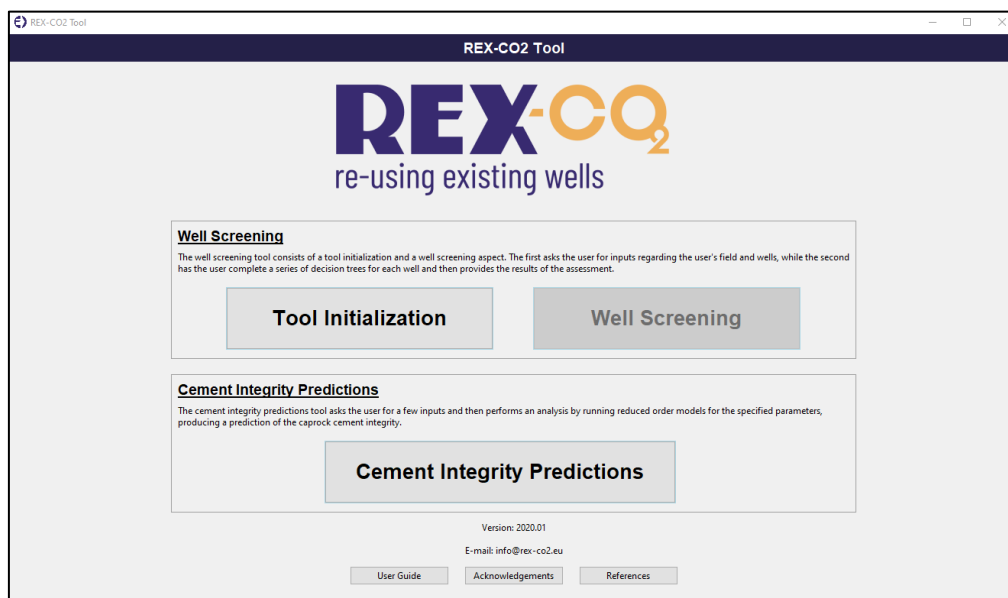 REX-CO2 Tool
REX-CO2 Tool
REX-CO2
re-using existing wells
Well Screening
The well screening tool consists of a tool initialization and a well screening aspect. The first asks the user for inputs regarding the user's field and wells, while the second
has the user complete a series of decision trees for each well and then provides the results of the assessment.
Tool Initialization
Well Screening
Cement Integrity Predictions
The cement integrity predictions tool asks the user for a few inputs and then performs an analysis by running reduced order models for the specified parameters,
producing a prediction of the caprock cement integrity.
Cement Integrity Predictions
Version: 2020.01
E-mail: info@rex-co2.eu
User Guide
Acknowledgements
References